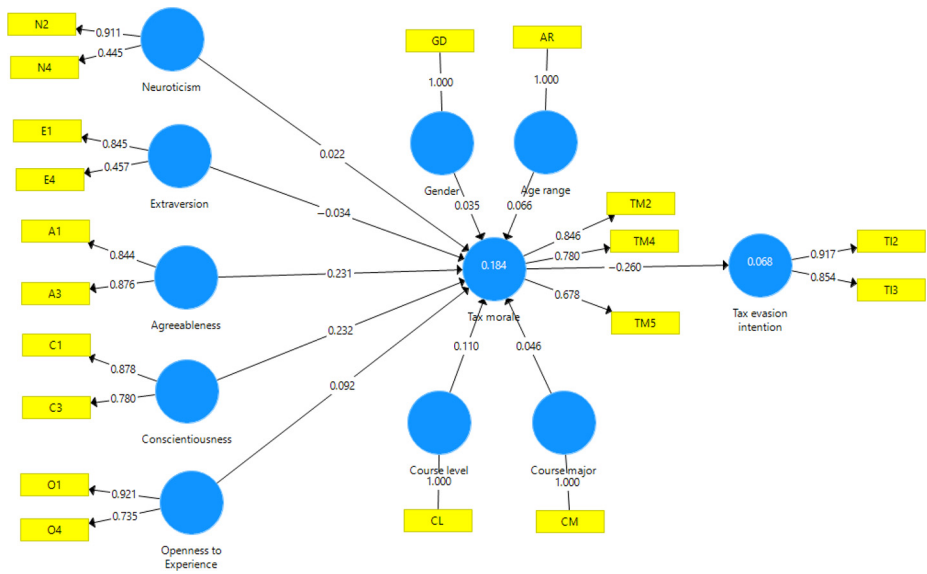 N2
0.911
0.445
N4
Neuroticism
E1
0.845
0.457
E4
Extraversion
A1
0.844
0.876
A3
Agreeableness
C1
0.878
0.780
C3
Conscientiousness
O1
0.921
0.735
O4
Openness to
Experience
0.022
−0.034
0.231
0.232
0.092
GD
1.000
Gender
0.035
AR
1.000
Age range
0.066
0.184
Tax morale
TM2
0.846
TM4
0.780
0.678
TM5
−0.260
0.068
Tax evasion
intention
0.917
TI2
0.854
TI3
0.110
0.046
Course level
1.000
CL
Course major
1.000
CM